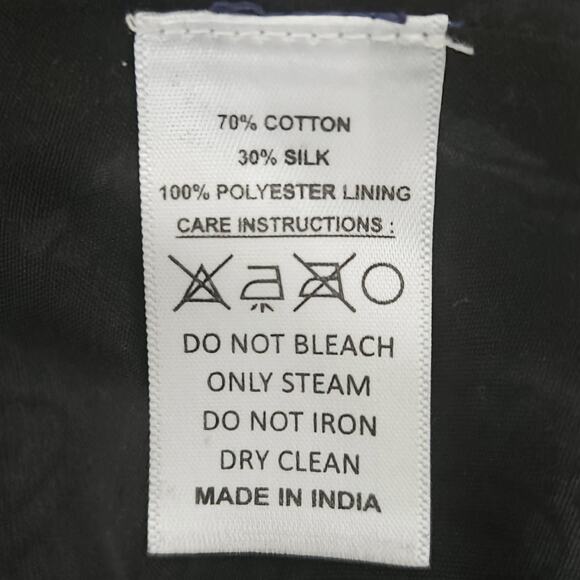 70% COTTON
30% SILK
100% POLYESTER LINING
CARE INSTRUCTIONS :
DO NOT BLEACH
ONLY STEAM
DO NOT IRON
DRY CLEAN
MADE IN INDIA